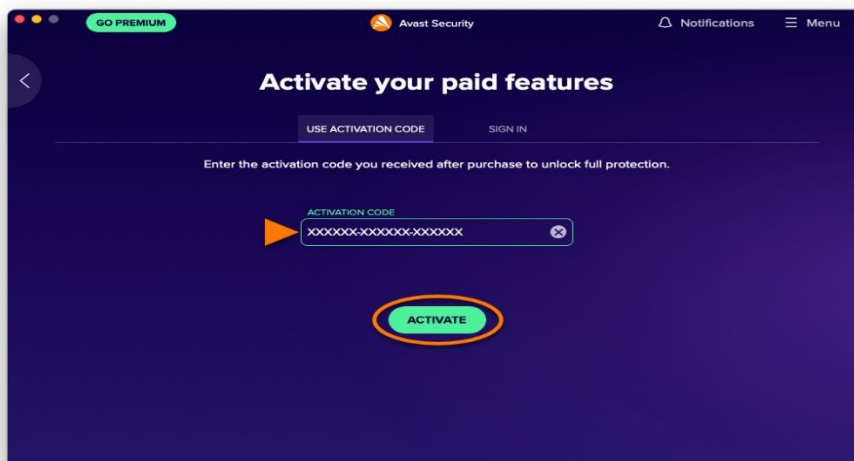 GO PREMIUM
Avast Security
Notifications
Menu
Activate your paid features
USE ACTIVATION CODE
SIGN IN
Enter the activation code you received after purchase to unlock full protection.
ACTIVATION CODE
XXXXXX-XXXXXX-XXXXXX
ACTIVATE